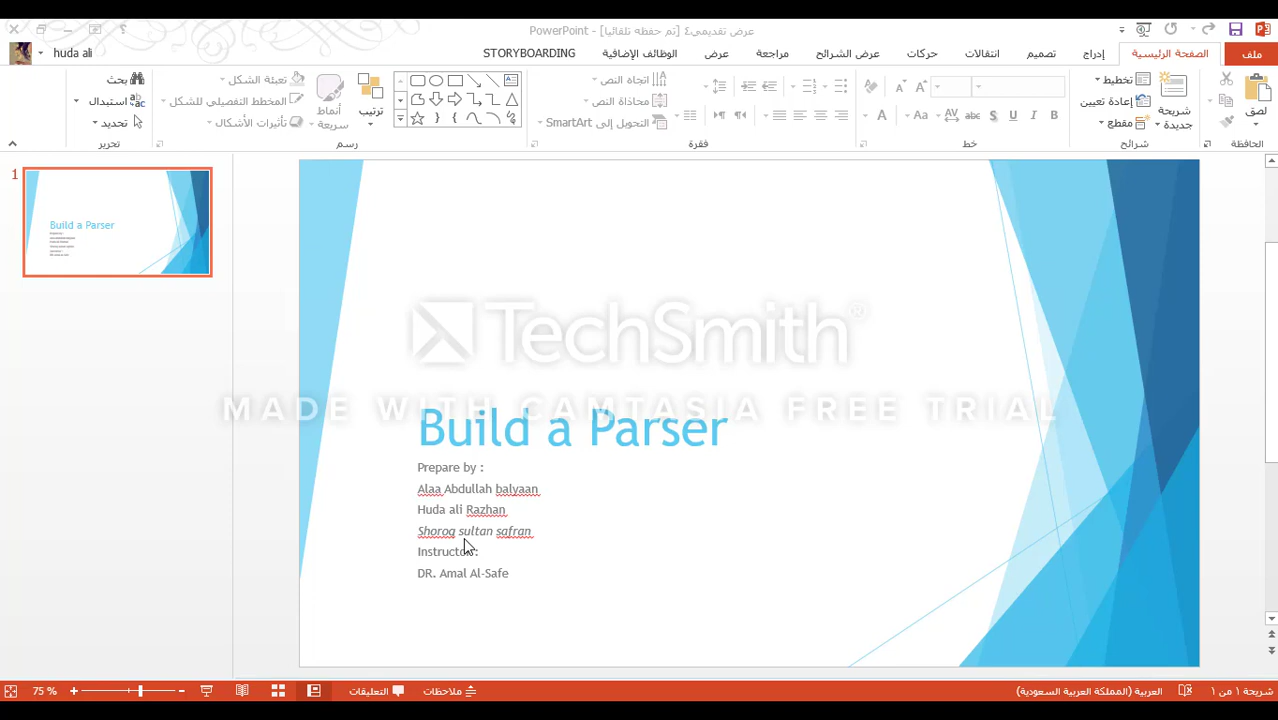 عرض تقديمي٤ [تم حفظه تلقائيا] - PowerPoint
ملف
الصفحة الرئيسية
إدراج
تصميم
انتقالات
حركات
عرض الشرائح
مراجعة
عرض
الوظائف الإضافية
STORYBOARDING
huda ali
لصق
الحافظة
شريحة جديدة
تخطيط
إعادة تعيين
مقطع
شرائح
خط
اتجاه النص
محاذاة النص
التحويل إلى SmartArt
فقرة
ترتيب
أنماط سريعة
تعبئة الشكل
المخطط التفصيلي للشكل
تأثيرات الأشكال
رسم
بحث
استبدال
تحديد
تحرير
1
Build a Parser
TechSmith®
MADE WITH CAMTASIA FREE TRIAL
Build a Parser
Prepare by :
Alaa Abdullah balyaan
Huda ali Razhan
Shoroq sultan safran
Instructor :
DR. Amal Al-Safe
شريحة ١ من ١
العربية (المملكة العربية السعودية)
ملاحظات
التعليقات
75 %